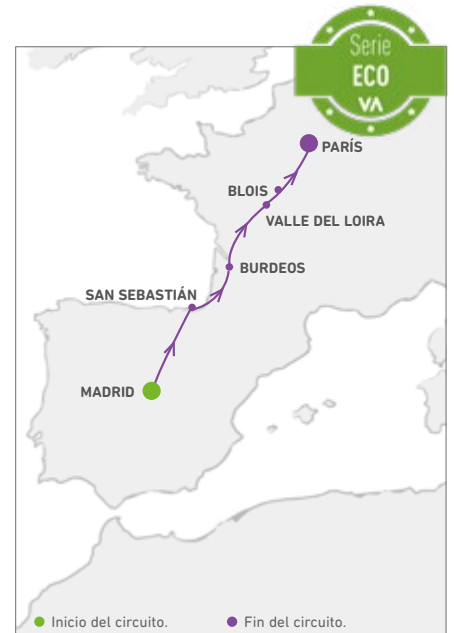 Serie
ECO
VA
PARÍS
BLOIS
VALLE DEL LOIRA
BURDEOS
SAN SEBASTIÁN
MADRID
Inicio del circuito.
Fin del circuito.